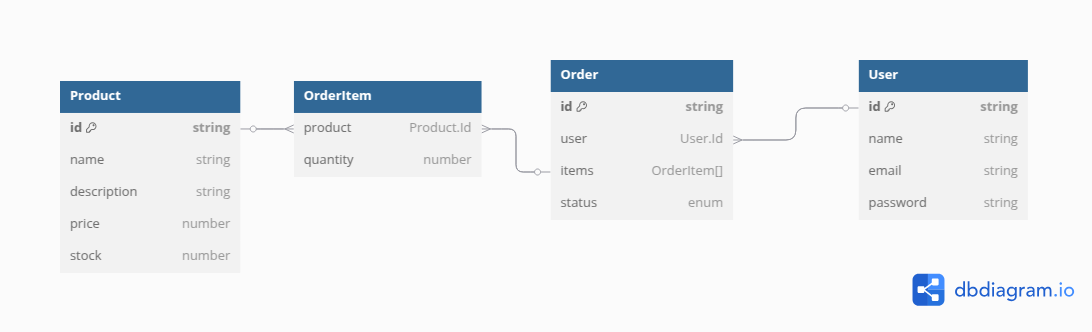 Product
id string
name string
description string
price number
stock number
OrderItem
product Product.Id
quantity number
Order
id string
user User.Id
items OrderItem[]
status enum
User
id string
name string
email string
password string
dbdiagram.io